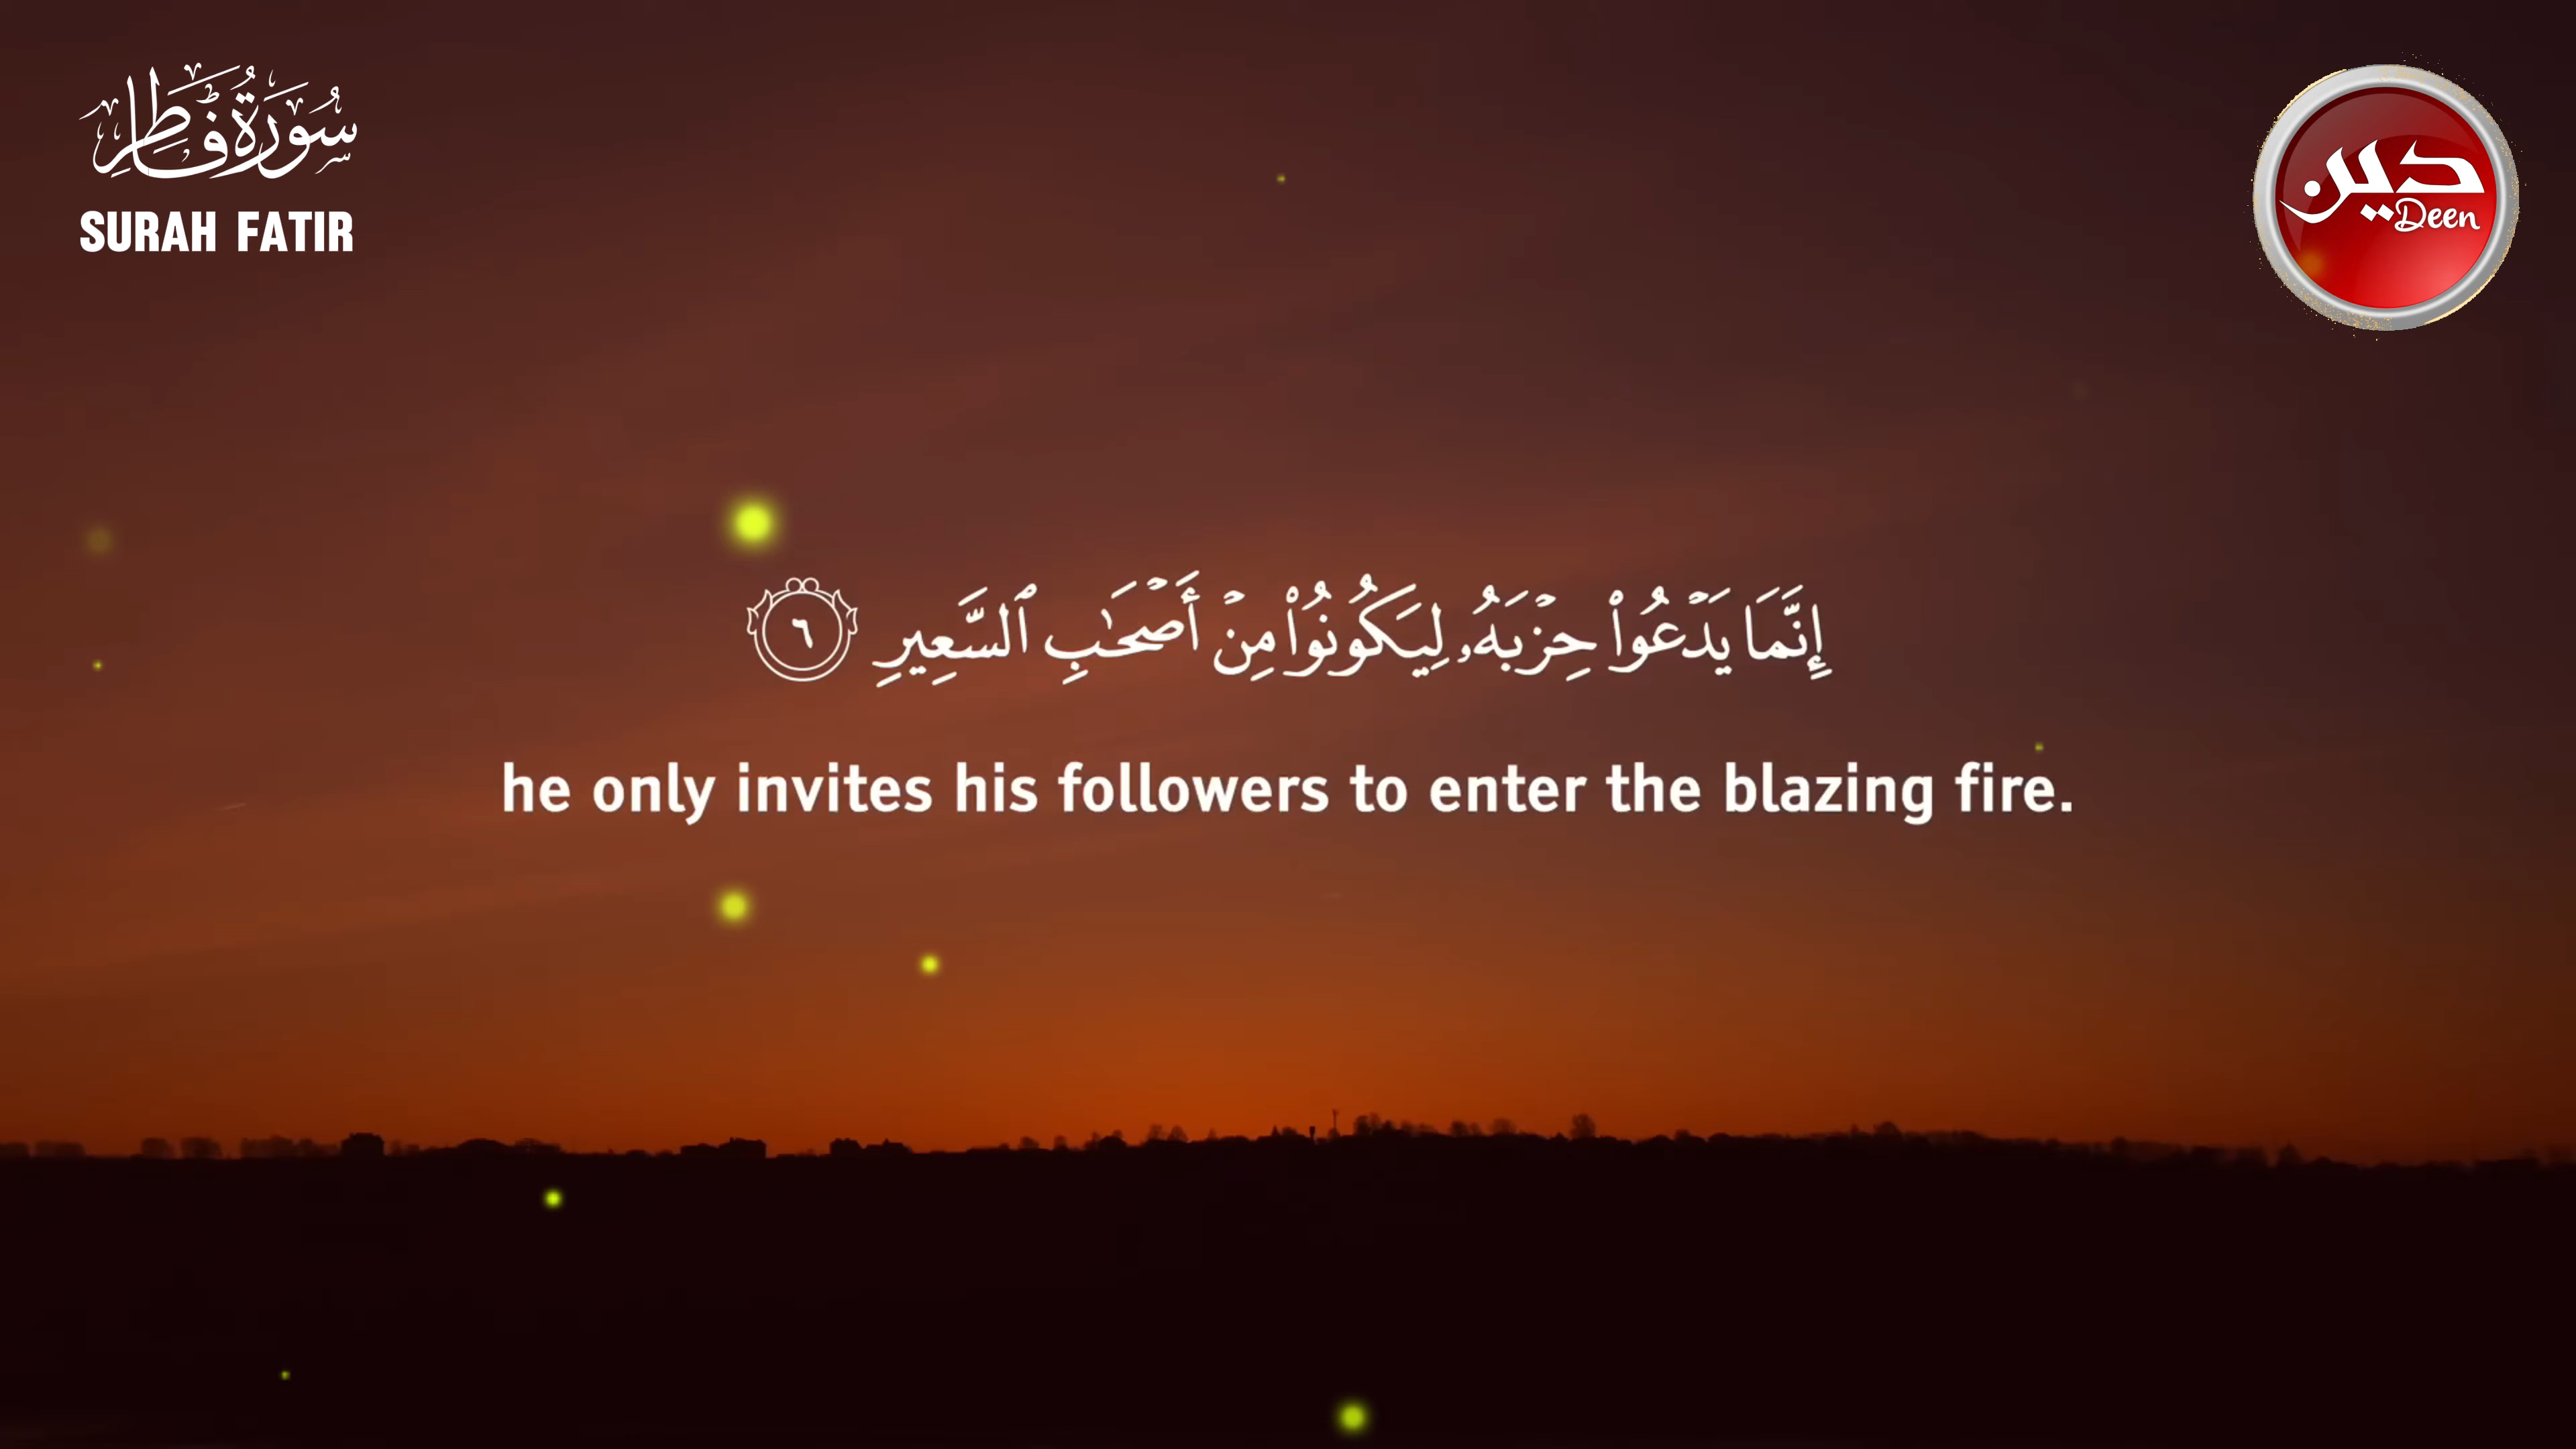 سُورَةُ فَاطِرٍ
SURAH FATIR
دين
Deen
إِنَّمَا يَدْعُوا۟ حِزْبَهُۥ لِيَكُونُوا۟ مِنْ أَصْحَٰبِ ٱلسَّعِيرِ ٦
he only invites his followers to enter the blazing fire.